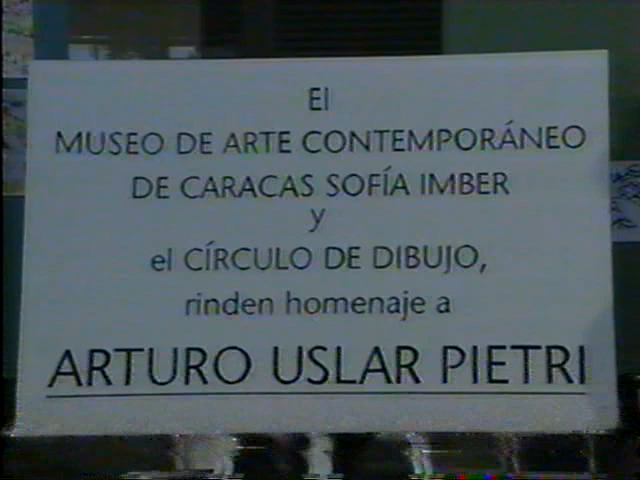 El
MUSEO DE ARTE CONTEMPORÁNEO
DE CARACAS SOFÍA IMBER
y
el CÍRCULO DE DIBUJO,
rinden homenaje a
ARTURO USLAR PIETRI